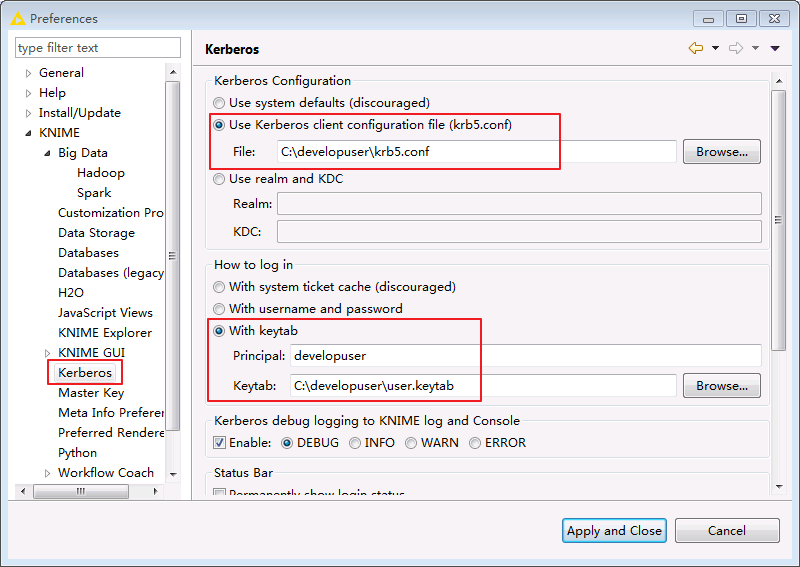 Preferences
type filter text
General
Help
Install/Update
KNIME
Big Data
Hadoop
Spark
Customization Pro
Data Storage
Databases
Databases (legacy
H2O
JavaScript Views
KNIME Explorer
KNIME GUI
Kerberos
Master Key
Meta Info Preferer
Preferred Rendere
Python
Workflow Coach
Kerberos
Kerberos Configuration
Use system defaults (discouraged)
Use Kerberos client configuration file (krb5.conf)
File: C:\developuser\krb5.conf Browse...
Use realm and KDC
Realm:
KDC:
How to log in
With system ticket cache (discouraged)
With username and password
With keytab
Principal: developuser
Keytab: C:\developuser\user.keytab Browse...
Kerberos debug logging to KNIME log and Console
Enable: DEBUG INFO WARN ERROR
Status Bar
Permanently show login status
Apply and Close Cancel